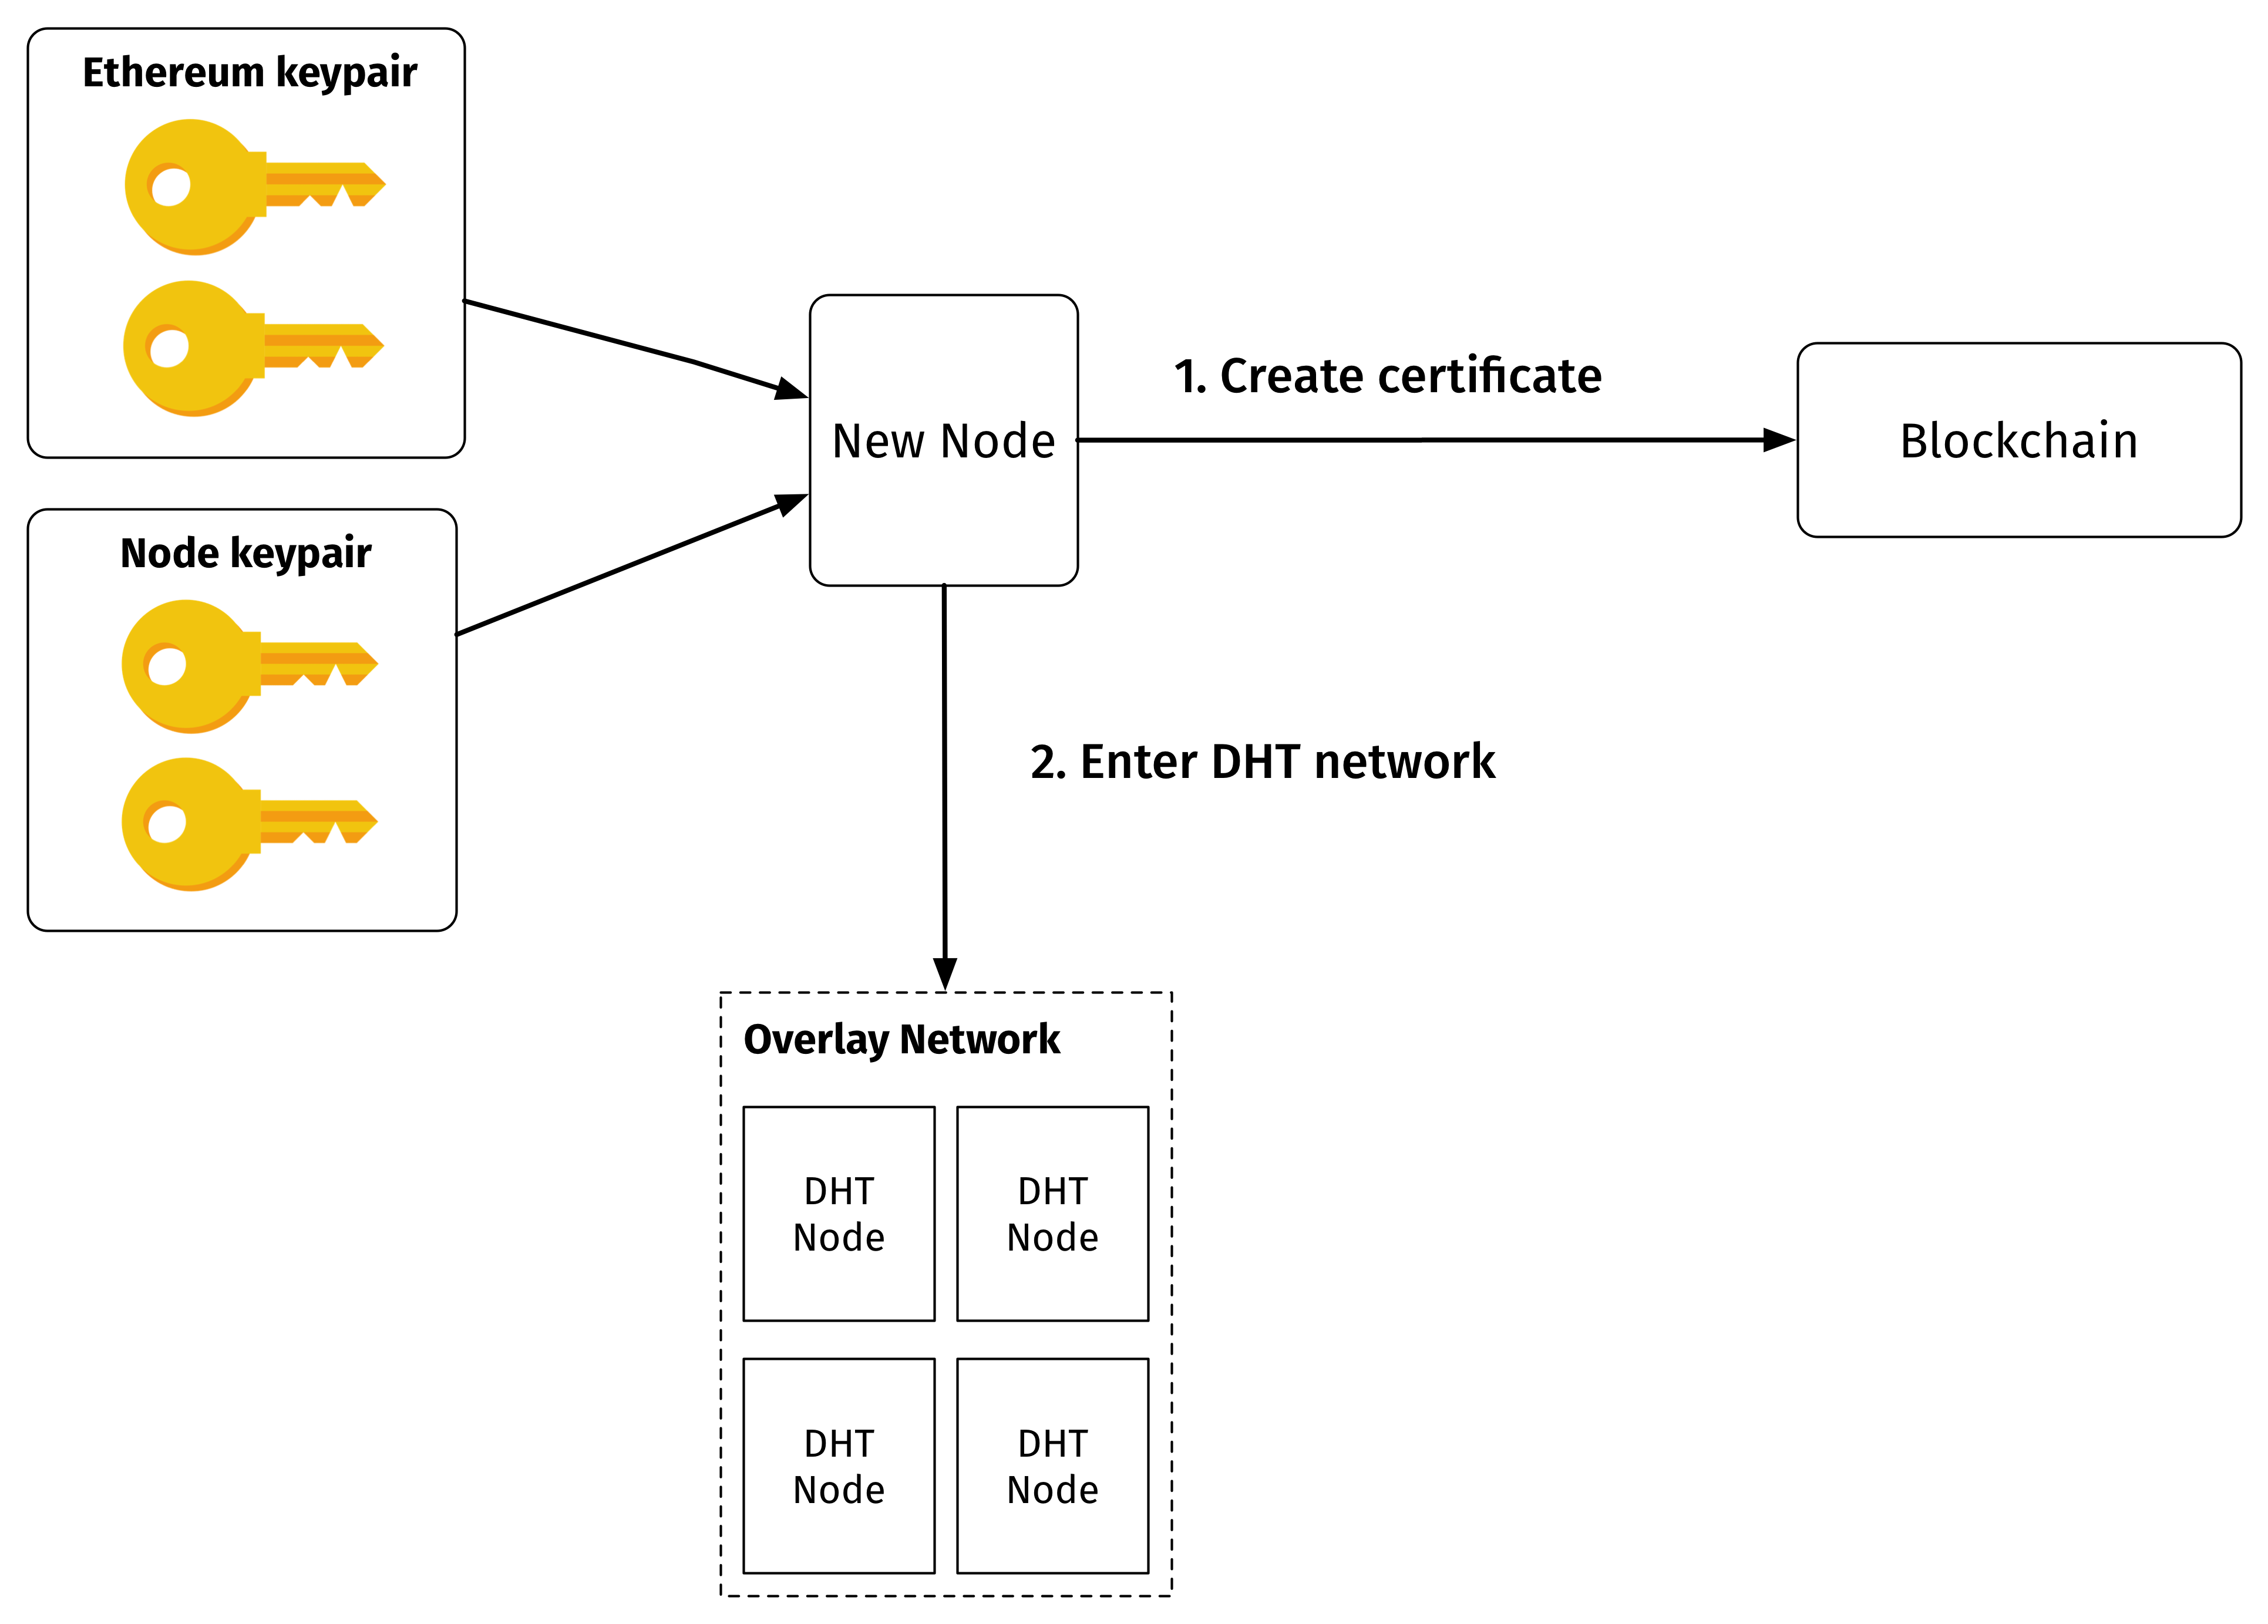 Ethereum keypair
Node keypair
New Node
1. Create certificate
Blockchain
2. Enter DHT network
Overlay Network
DHT
Node
DHT
Node
DHT
Node
DHT
Node